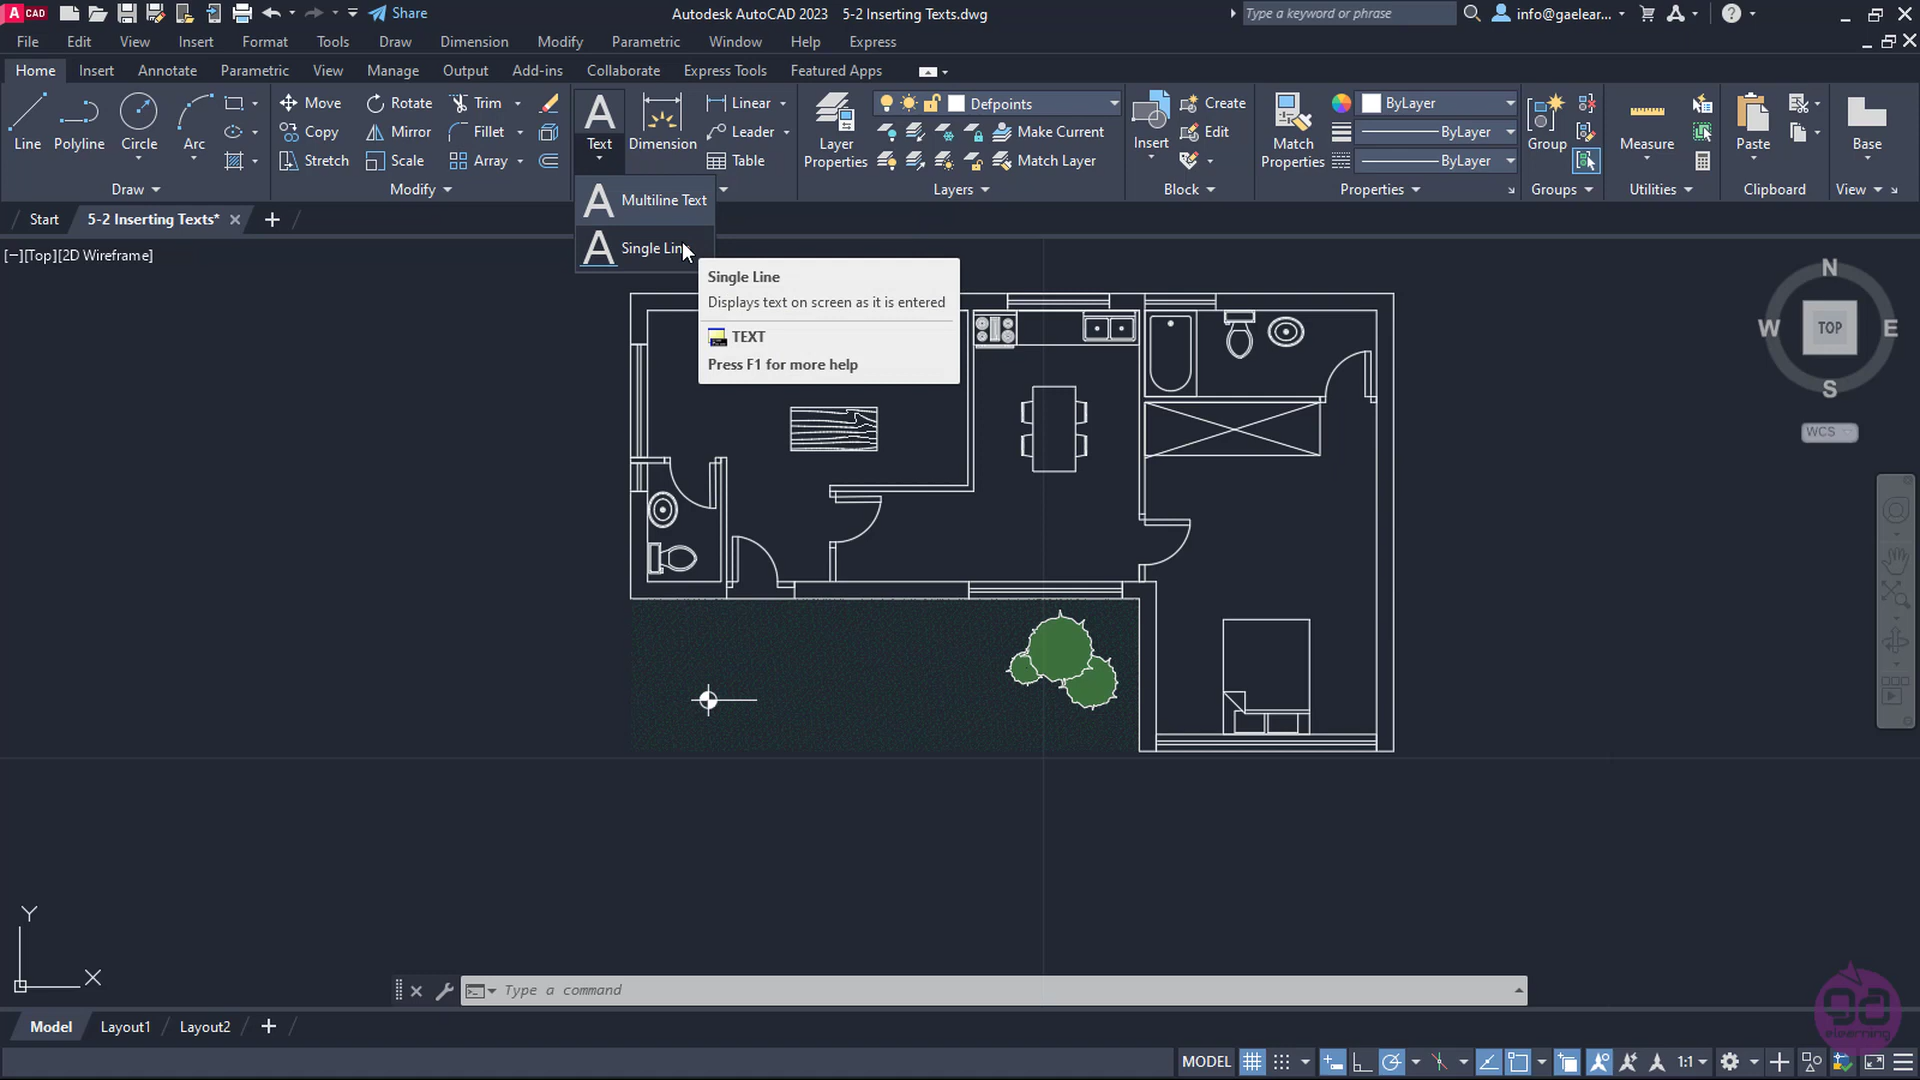 A CAD Share Autodesk AutoCAD 2023 5-2 Inserting Texts.dwg Type a keyword or phrase info@gaelear...
File Edit View Insert Format Tools Draw Dimension Modify Parametric Window Help Express
Home Insert Annotate Parametric View Manage Output Add-ins Collaborate Express Tools Featured Apps
Move Rotate Trim Linear Defpoints Create ByLayer
Line Polyline Circle Arc Copy Mirror Fillet Text Dimension Leader Layer Properties Make Current Insert Edit Match Properties ByLayer Group Measure Paste Base
Stretch Scale Array Table Match Layer ByLayer
Draw Modify Layers Block Properties Groups Utilities Clipboard View
Start 5-2 Inserting Texts*
Multiline Text
Single Lin
[−][Top][2D Wireframe]
Single Line
Displays text on screen as it is entered
TEXT
Press F1 for more help
N
W TOP E
S
WCS
Y
X
Type a command
Model Layout1 Layout2
ga
elearning
MODEL 1:1